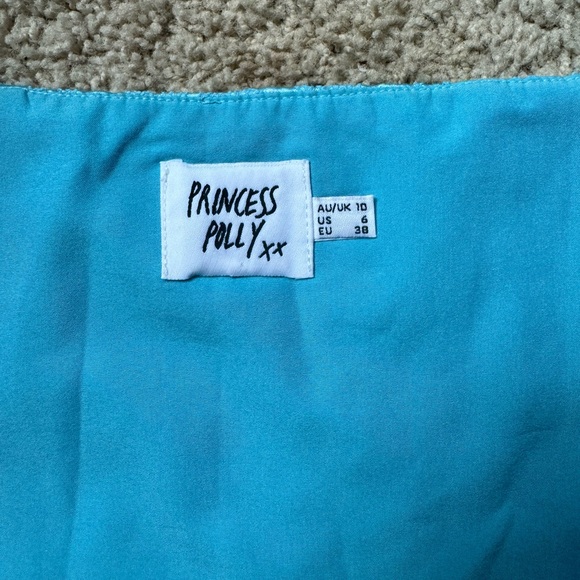 PRINCESS
POLLY xx
AU/UK 10
US 6
EU 38